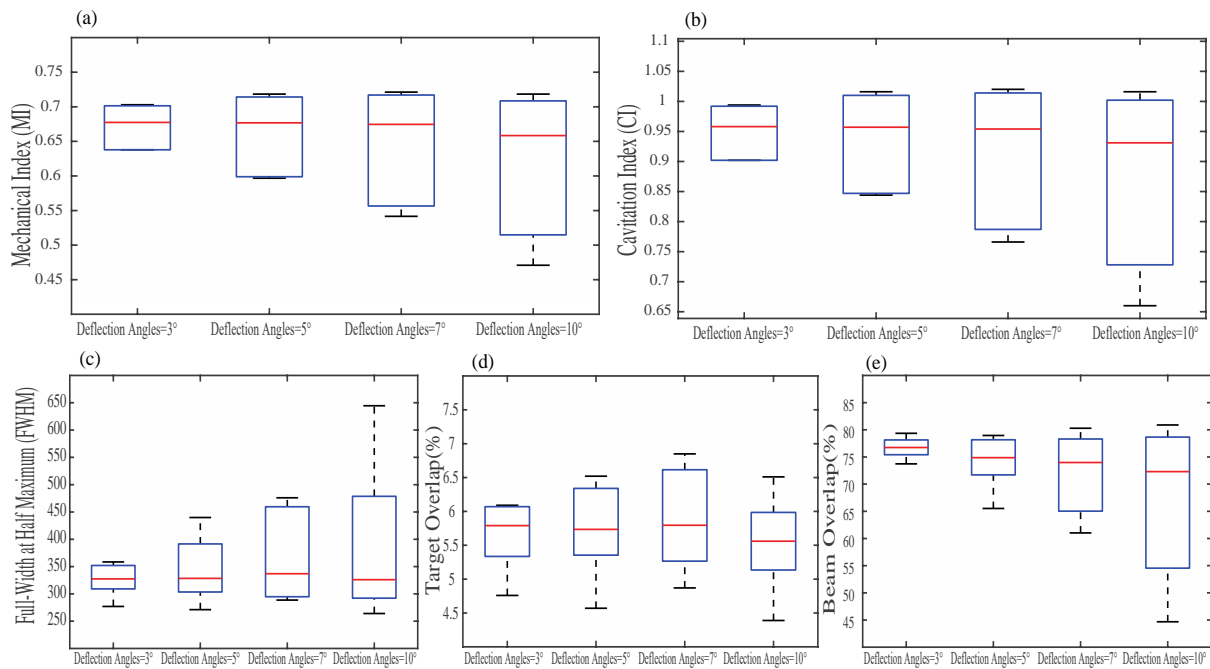 (a)
Mechanical Index (MI)
0.75
0.7
0.65
0.6
0.55
0.5
0.45
Deflection Angles=3° Deflection Angles=5° Deflection Angles=7° Deflection Angles=10°
(b)
Cavitation Index (CI)
1.1
1.05
1
0.95
0.9
0.85
0.8
0.75
0.7
0.65
Deflection Angles=3° Deflection Angles=5° Deflection Angles=7° Deflection Angles=10°
(c)
Full-Width at Half Maximum (FWHM)
650
600
550
500
450
400
350
300
250
Deflection Angles=3° Deflection Angles=5° Deflection Angles=7° Deflection Angles=10°
(d)
Target Overlap(%)
7.5
7
6.5
6
5.5
5
4.5
Deflection Angles=3° Deflection Angles=5° Deflection Angles=7° Deflection Angles=10°
(e)
Beam Overlap(%)
85
80
75
70
65
60
55
50
45
Deflection Angles=3° Deflection Angles=5° Deflection Angles=7° Deflection Angles=10°